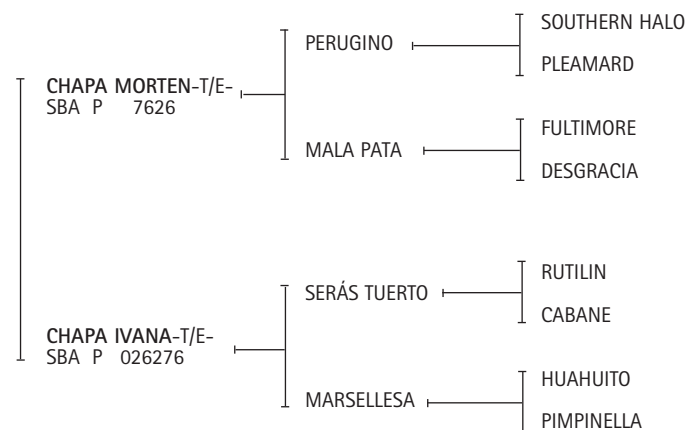 SOUTHERN HALO
PERUGINO
PLEAMARD
CHAPA MORTEN-T/E-
SBA P 7626
FULTIMORE
MALA PATA
DESGRACIA
RUTILIN
SERÁS TUERTO
CABANE
CHAPA IVANA-T/E-
SBA P 026276
HUAHUITO
MARSELLESA
PIMPINELLA